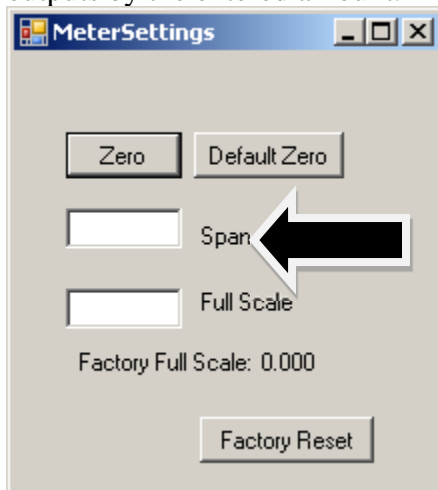 MeterSettings
Zero Default Zero
Span
Full Scale
Factory Full Scale: 0.000
Factory Reset